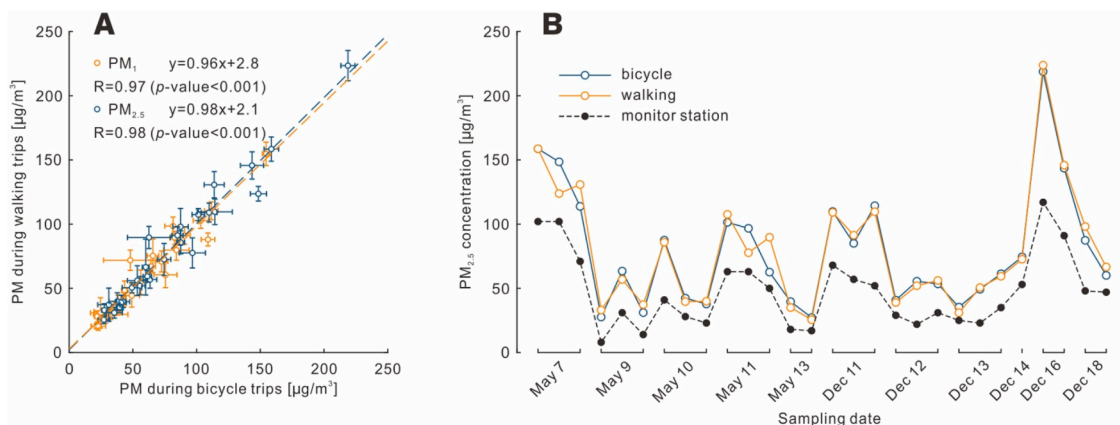 A
PM during walking trips [μg/m³]
250
200
150
100
50
0
PM₁ y=0.96x+2.8
R=0.97 (p-value<0.001)
PM₂.₅ y=0.98x+2.1
R=0.98 (p-value<0.001)
0 50 100 150 200 250
PM during bicycle trips [μg/m³]
B
PM₂.₅ concentration [μg/m³]
250
200
150
100
50
0
bicycle
walking
monitor station
May 7 May 9 May 10 May 11 May 13 Dec 11 Dec 12 Dec 13 Dec 14 Dec 16 Dec 18
Sampling date